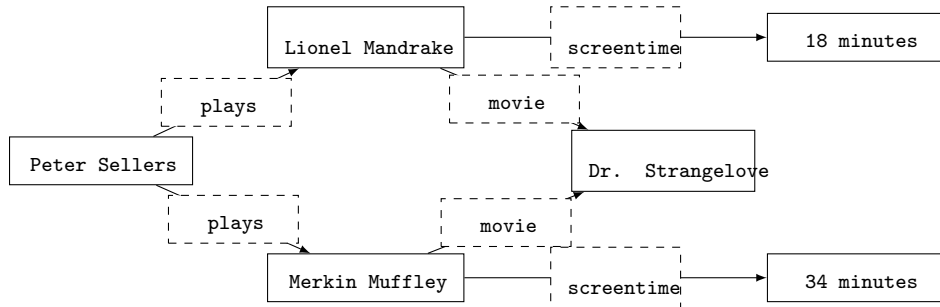 Lionel Mandrake
screentime
18 minutes
plays
movie
Peter Sellers
Dr. Strangelove
plays
movie
Merkin Muffley
screentime
34 minutes